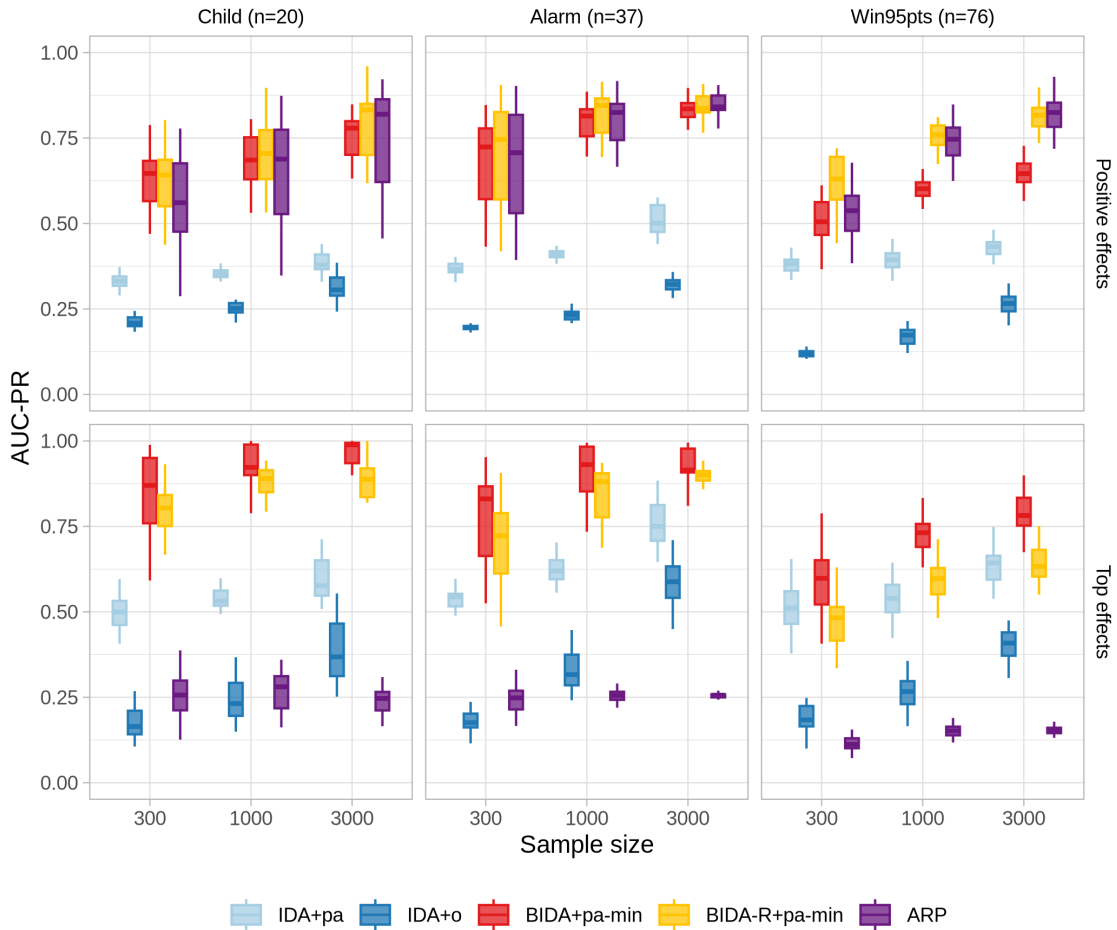 Child (n=20) Alarm (n=37) Win95pts (n=76)
1.00
0.75
0.50
0.25
0.00
Positive effects
AUC-PR
1.00
0.75
0.50
0.25
0.00
Top effects
300 1000 3000 300 1000 3000 300 1000 3000
Sample size
IDA+pa IDA+o BIDA+pa-min BIDA-R+pa-min ARP